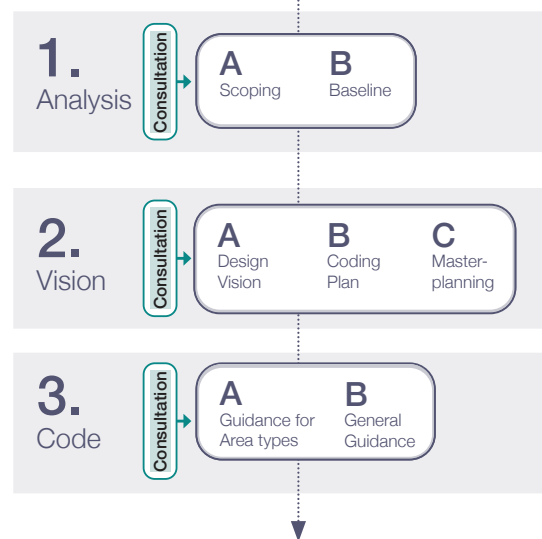 1.
Analysis
Consultation
A
Scoping
B
Baseline
2.
Vision
Consultation
A
Design
Vision
B
Coding
Plan
C
Master-
planning
3.
Code
Consultation
A
Guidance for
Area types
B
General
Guidance